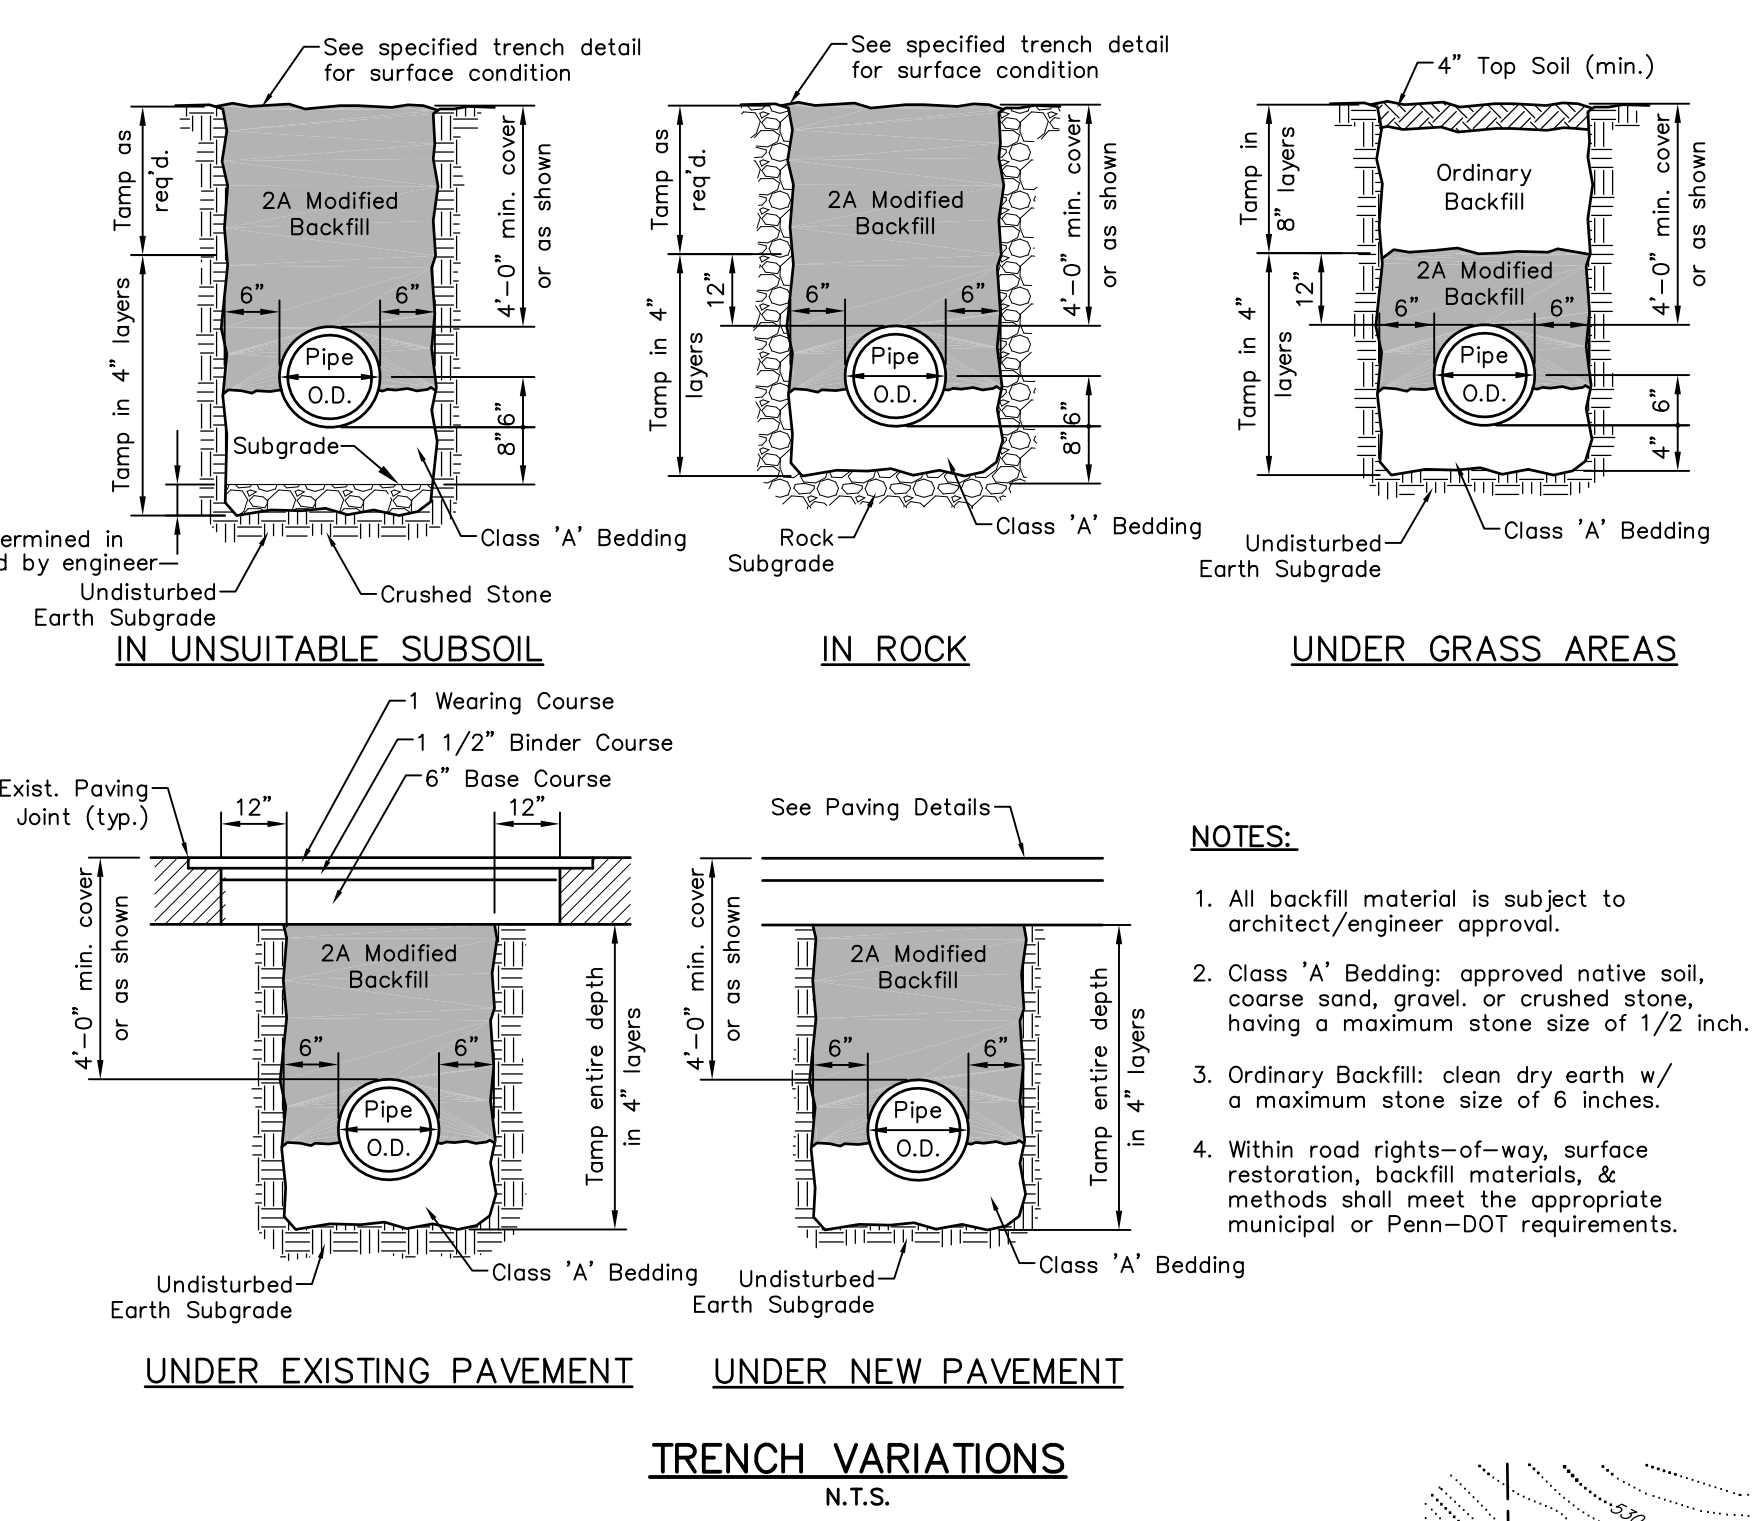 See specified trench detail
for surface condition
Tamp as
req'd.
Tamp in 4" layers
2A Modified
Backfill
6"
6"
4'-0" min. cover
or as shown
Pipe
O.D.
6"
8"
Subgrade
ermined in
d by engineer
Undisturbed
Earth Subgrade
Class 'A' Bedding
Crushed Stone
IN UNSUITABLE SUBSOIL
See specified trench detail
for surface condition
Tamp as
req'd.
Tamp in 4"
layers
12"
2A Modified
Backfill
6"
6"
4'-0" min. cover
or as shown
Pipe
O.D.
6"
8"
Rock
Subgrade
Class 'A' Bedding
IN ROCK
4" Top Soil (min.)
Tamp in
8" layers
Tamp in 4"
layers
12"
Ordinary
Backfill
2A Modified
Backfill
6"
6"
4'-0" min. cover
or as shown
Pipe
O.D.
6"
4"
Undisturbed
Earth Subgrade
Class 'A' Bedding
UNDER GRASS AREAS
1 Wearing Course
1 1/2" Binder Course
6" Base Course
Exist. Paving
Joint (typ.)
12"
12"
4'-0" min. cover
or as shown
2A Modified
Backfill
6"
6"
Pipe
O.D.
Tamp entire depth
in 4" layers
Undisturbed
Earth Subgrade
Class 'A' Bedding
UNDER EXISTING PAVEMENT
See Paving Details
4'-0" min. cover
or as shown
2A Modified
Backfill
6"
6"
Pipe
O.D.
Tamp entire depth
in 4" layers
Undisturbed
Earth Subgrade
Class 'A' Bedding
UNDER NEW PAVEMENT
NOTES:
1. All backfill material is subject to
architect/engineer approval.
2. Class 'A' Bedding: approved native soil,
coarse sand, gravel. or crushed stone,
having a maximum stone size of 1/2 inch.
3. Ordinary Backfill: clean dry earth w/
a maximum stone size of 6 inches.
4. Within road rights-of-way, surface
restoration, backfill materials, &
methods shall meet the appropriate
municipal or Penn-DOT requirements.
TRENCH VARIATIONS
N.T.S.
530